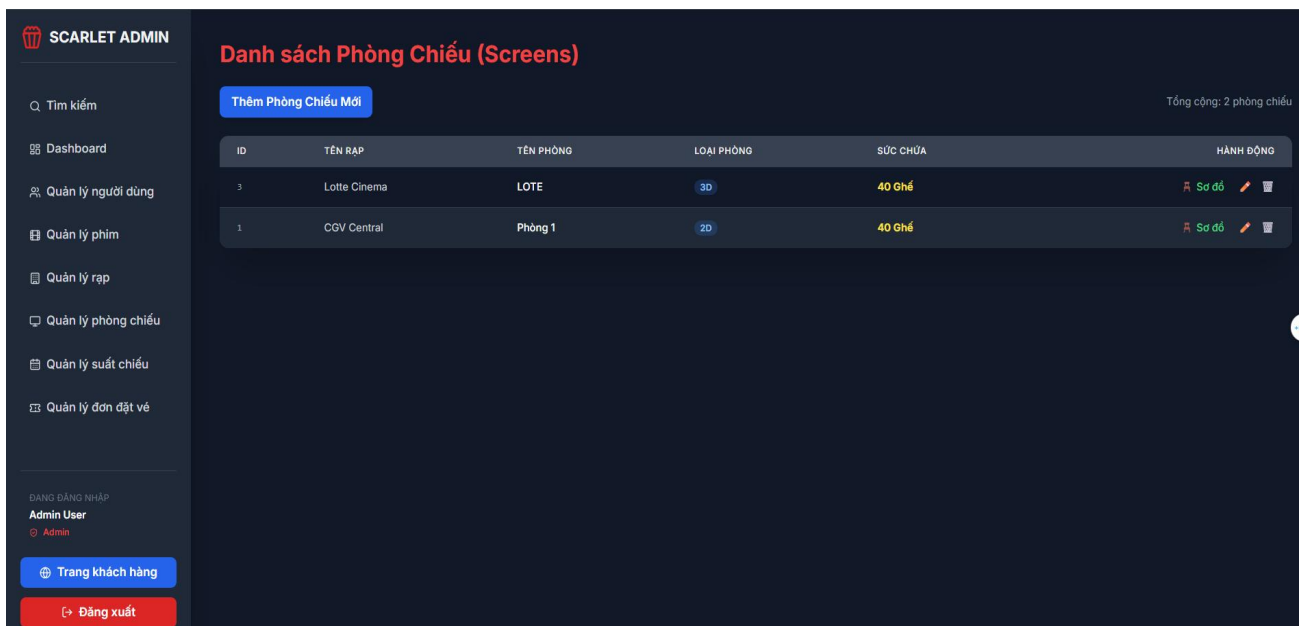 SCARLET ADMIN
Tìm kiếm
Dashboard
Quản lý người dùng
Quản lý phim
Quản lý rạp
Quản lý phòng chiếu
Quản lý suất chiếu
Quản lý đơn đặt vé
ĐANG ĐĂNG NHẬP
Admin User
Admin
Trang khách hàng
Đăng xuất
Danh sách Phòng Chiếu (Screens)
Thêm Phòng Chiếu Mới
Tổng cộng: 2 phòng chiếu
ID TÊN RẠP TÊN PHÒNG LOẠI PHÒNG SỨC CHỨA HÀNH ĐỘNG
3 Lotte Cinema LOTE 3D 40 Ghế Sơ đồ
1 CGV Central Phòng 1 2D 40 Ghế Sơ đồ